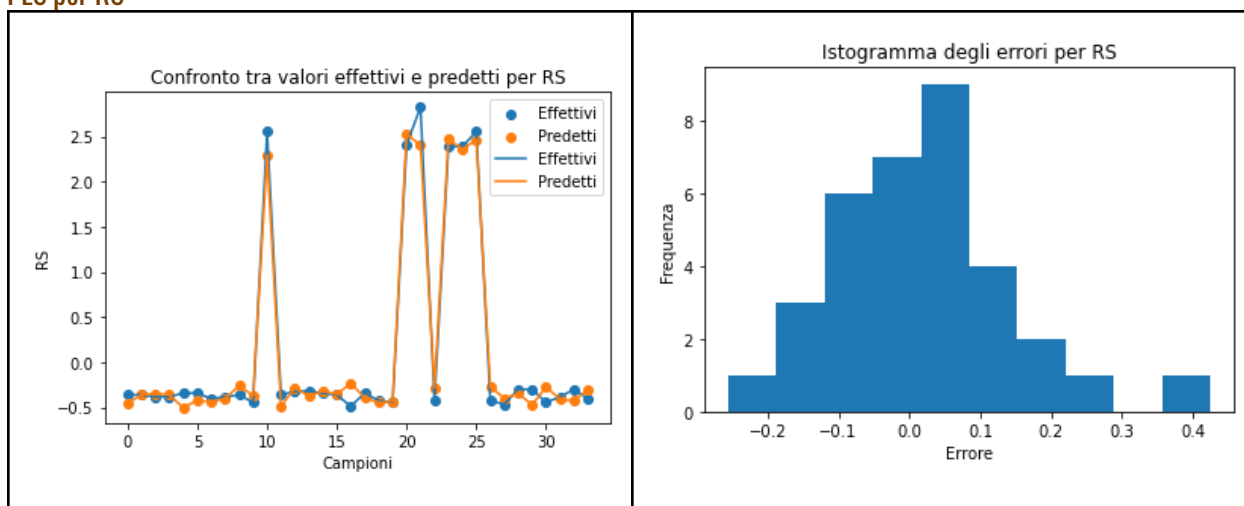 PLS per RS
Confronto tra valori effettivi e predetti per RS
Effettivi
Predetti
Effettivi
Predetti
2.5
2.0
1.5
1.0
0.5
0.0
−0.5
RS
0
5
10
15
20
25
30
Campioni
Istogramma degli errori per RS
8
6
4
2
0
Frequenza
−0.2
−0.1
0.0
0.1
0.2
0.3
0.4
Errore